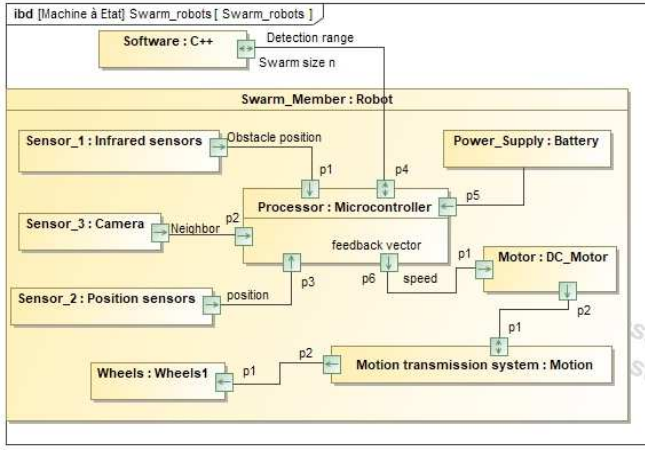 ibd [Machine à Etat] Swarm_robots [ Swarm_robots ]
Software : C++
Detection range
Swarm size n
Swarm_Member : Robot
Sensor_1 : Infrared sensors
Obstacle position
Power_Supply : Battery
p1
p4
p5
Processor : Microcontroller
Sensor_3 : Camera
Neighbor
p2
feedback vector
p1
Motor : DC_Motor
p3
p6
speed
Sensor_2 : Position sensors
position
p2
p1
p2
Motion transmission system : Motion
Wheels : Wheels1
p1